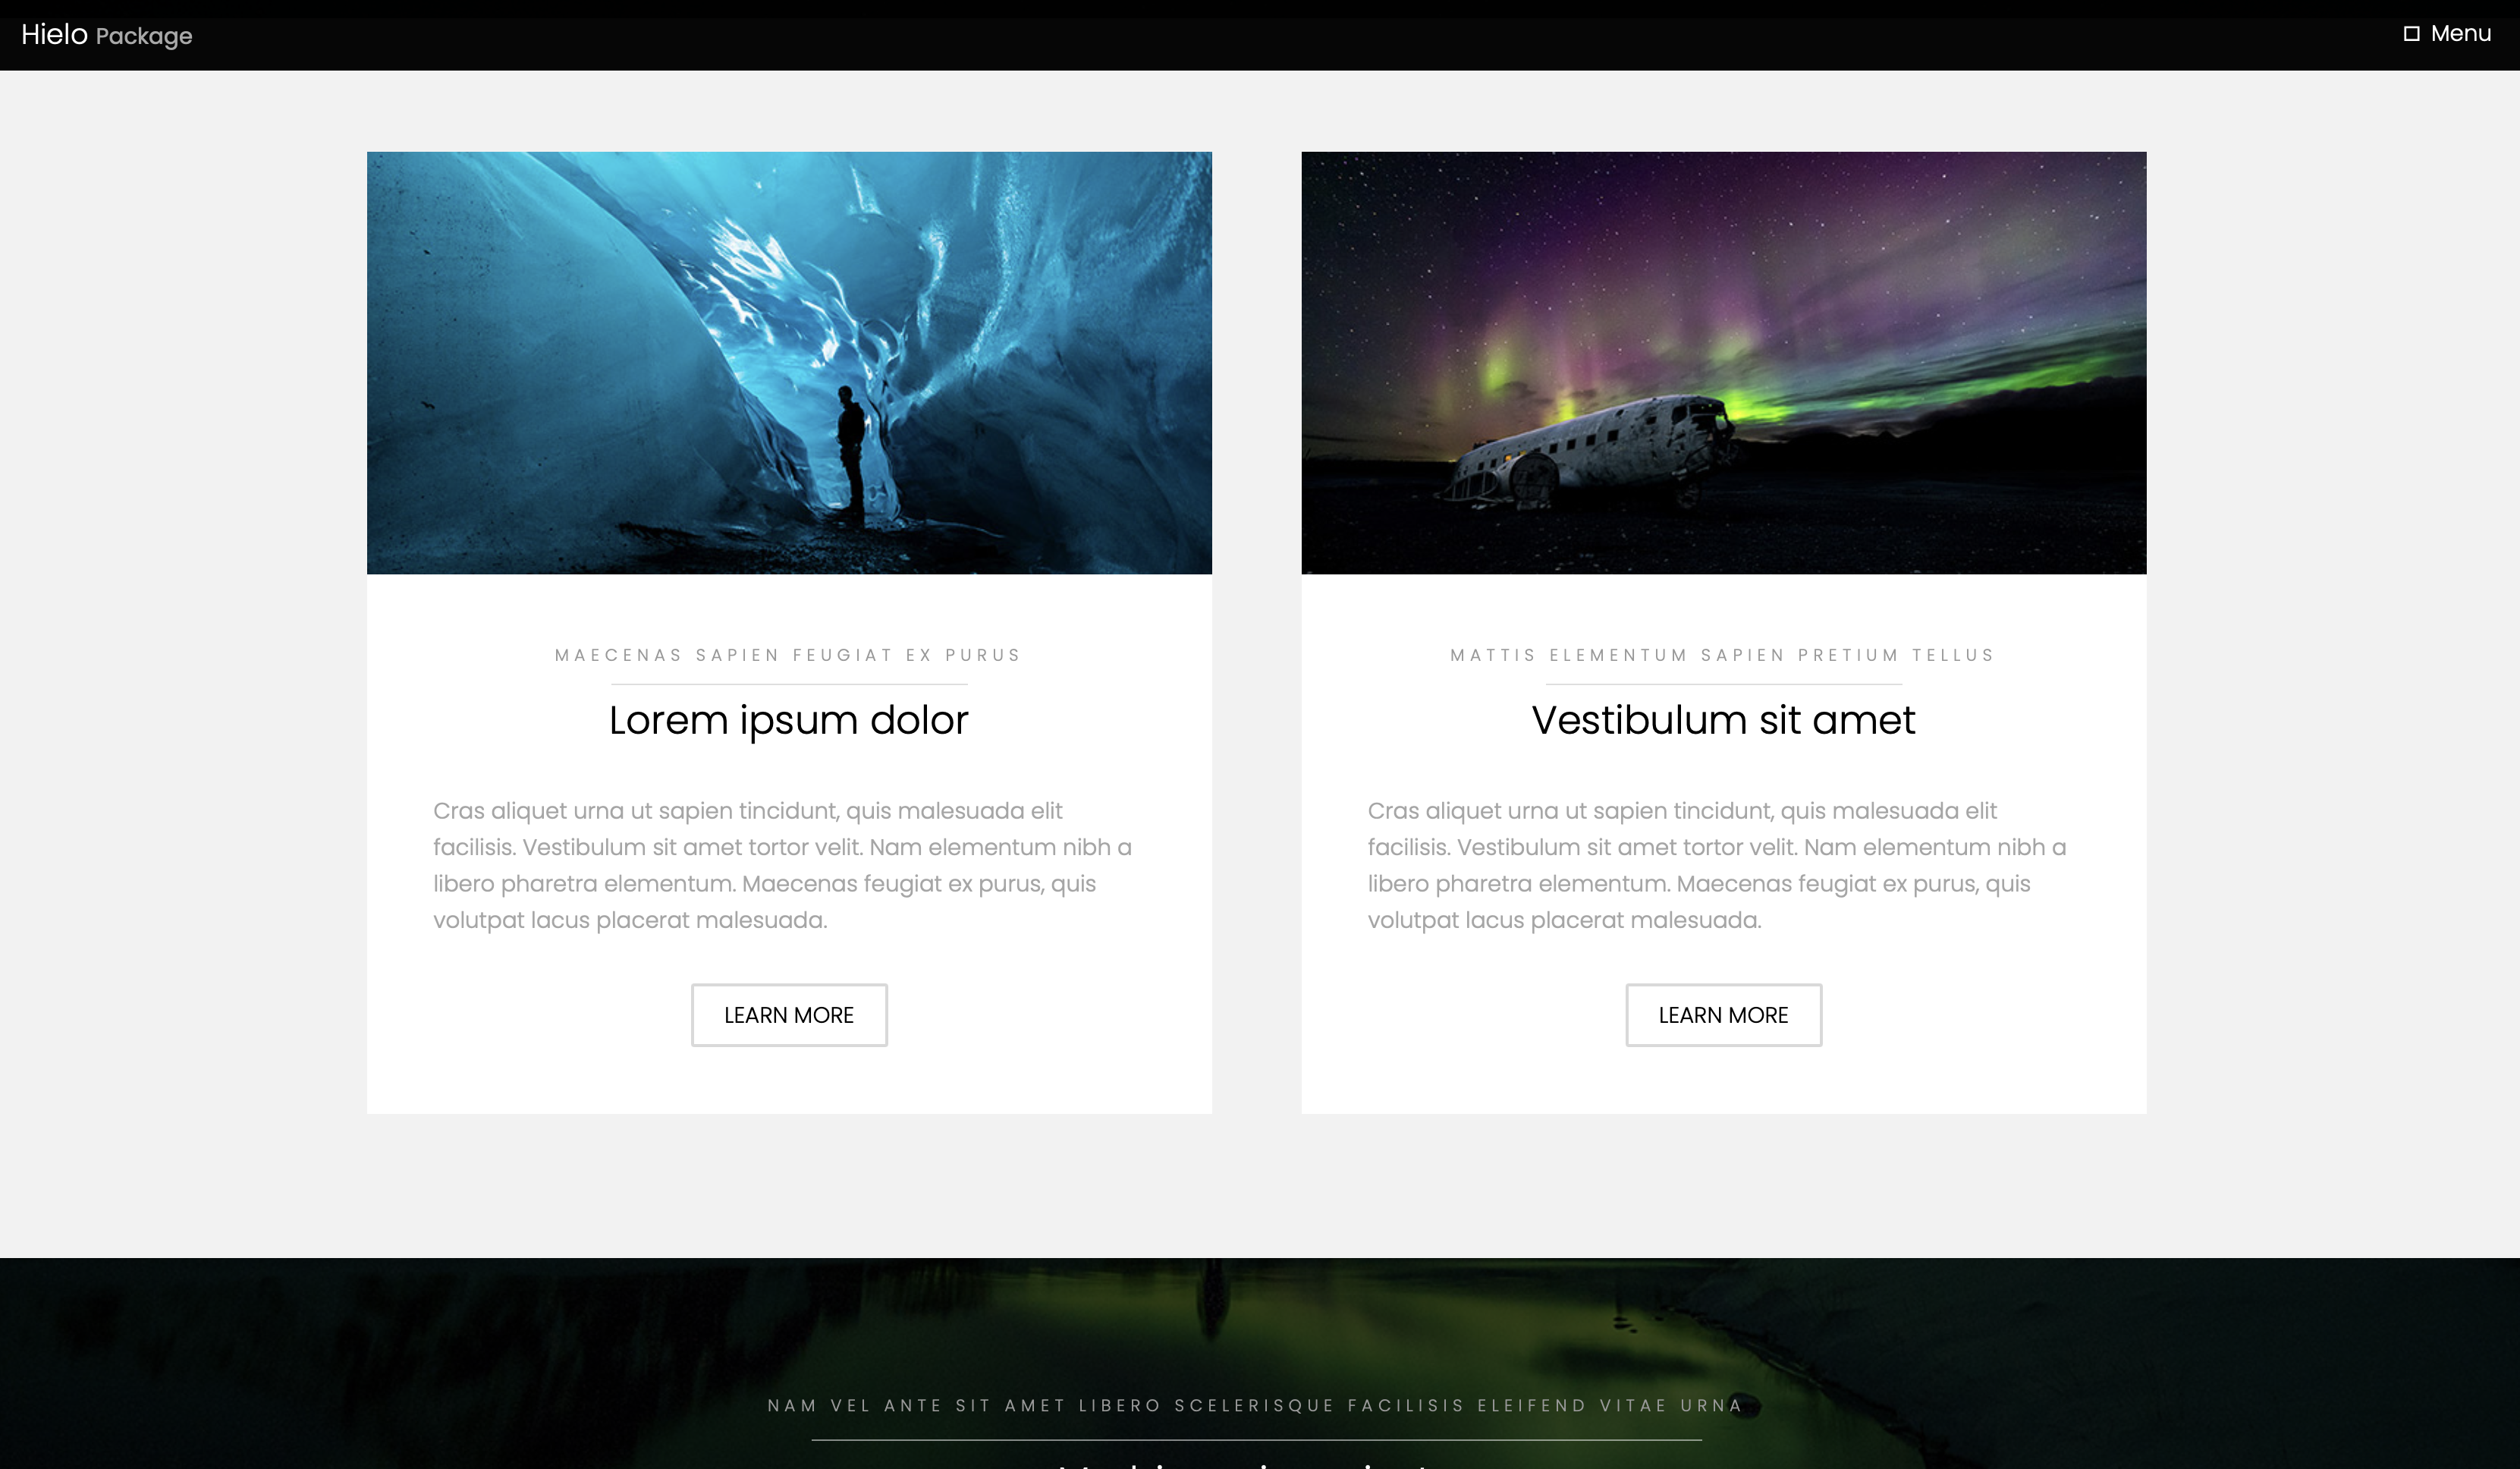 Hielo Package
Menu
MAECENAS SAPIEN FEUGIAT EX PURUS
Lorem ipsum dolor
Cras aliquet urna ut sapien tincidunt, quis malesuada elit
facilisis. Vestibulum sit amet tortor velit. Nam elementum nibh a
libero pharetra elementum. Maecenas feugiat ex purus, quis
volutpat lacus placerat malesuada.
LEARN MORE
MATTIS ELEMENTUM SAPIEN PRETIUM TELLUS
Vestibulum sit amet
Cras aliquet urna ut sapien tincidunt, quis malesuada elit
facilisis. Vestibulum sit amet tortor velit. Nam elementum nibh a
libero pharetra elementum. Maecenas feugiat ex purus, quis
volutpat lacus placerat malesuada.
LEARN MORE
NAM VEL ANTE SIT AMET LIBERO SCELERISQUE FACILISIS ELEIFEND VITAE URNA